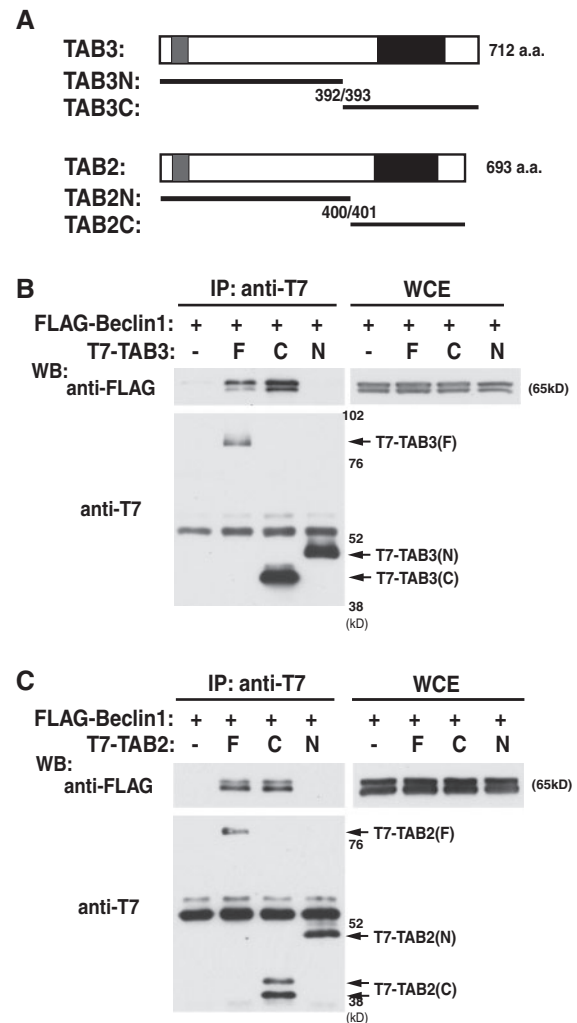 A
TAB3: 712 a.a.
TAB3N:
392/393
TAB3C:
TAB2: 693 a.a.
TAB2N:
400/401
TAB2C:
B
IP: anti-T7 WCE
FLAG-Beclin1: + + + + + + + +
T7-TAB3: - F C N - F C N
WB:
anti-FLAG (65kD)
102
T7-TAB3(F)
76
anti-T7
52
T7-TAB3(N)
T7-TAB3(C)
38
(kD)
C
IP: anti-T7 WCE
FLAG-Beclin1: + + + + + + + +
T7-TAB2: - F C N - F C N
WB:
anti-FLAG (65kD)
T7-TAB2(F)
76
anti-T7
52
T7-TAB2(N)
T7-TAB2(C)
38
(kD)